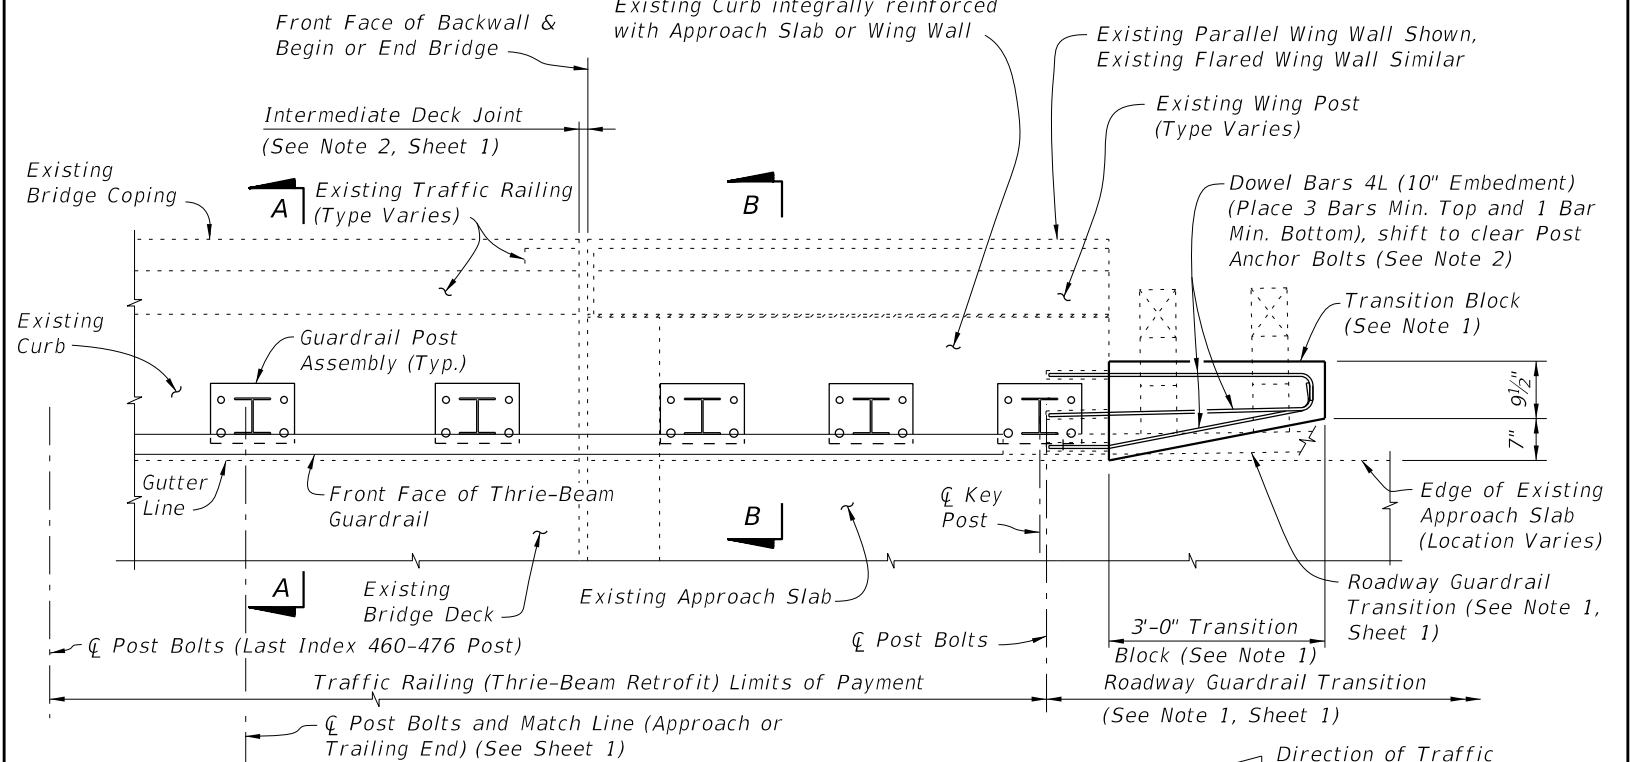 Front Face of Backwall &
Begin or End Bridge
Existing Curb integrally reinforced
with Approach Slab or Wing Wall
Existing Parallel Wing Wall Shown,
Existing Flared Wing Wall Similar
Intermediate Deck Joint
(See Note 2, Sheet 1)
Existing Wing Post
(Type Varies)
Existing
Bridge Coping
A
Existing Traffic Railing
(Type Varies)
B
Dowel Bars 4L (10" Embedment)
(Place 3 Bars Min. Top and 1 Bar
Min. Bottom), shift to clear Post
Anchor Bolts (See Note 2)
Existing
Curb
Guardrail Post
Assembly (Typ.)
Transition Block
(See Note 1)
9½"
7"
Gutter
Line
Front Face of Thrie-Beam
Guardrail
B
℄ Key
Post
Edge of Existing
Approach Slab
(Location Varies)
A
Existing
Bridge Deck
Existing Approach Slab
Roadway Guardrail
Transition (See Note 1,
Sheet 1)
℄ Post Bolts (Last Index 460-476 Post)
℄ Post Bolts
3'-0" Transition
Block (See Note 1)
Traffic Railing (Thrie-Beam Retrofit) Limits of Payment
Roadway Guardrail Transition
(See Note 1, Sheet 1)
℄ Post Bolts and Match Line (Approach or
Trailing End) (See Sheet 1)
Direction of Traffic